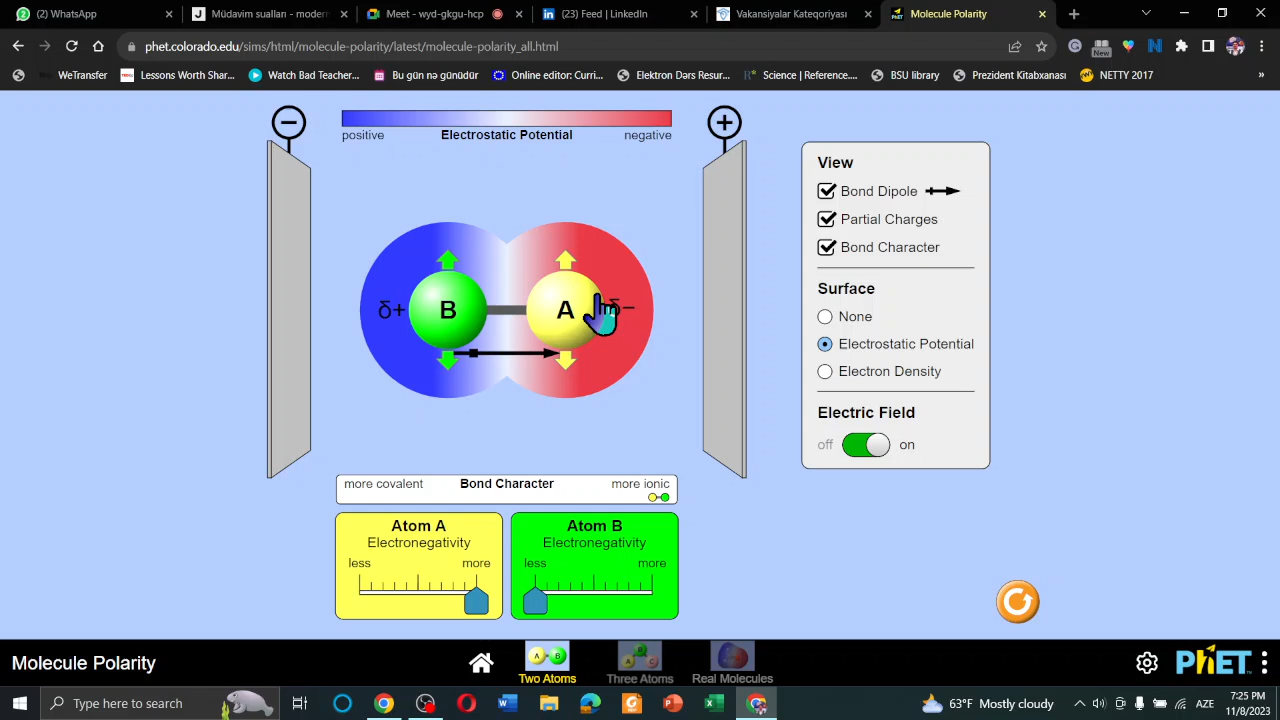 WhatsApp
Müdavim sualları - modern
Meet - wyd-gkgu-hcp
(23) Feed | LinkedIn
Vakansiyalar Kateqoriyası
Molecule Polarity
phet.colorado.edu/sims/html/molecule-polarity/latest/molecule-polarity_all.html
New
WeTransfer
Lessons Worth Shar...
Watch Bad Teacher...
Bu gün nə günüdür
Online editor: Curri...
Elektron Dərs Resur...
Science | Reference....
BSU library
Prezident Kitabxanası
NETTY 2017
»
−
+
positive
Electrostatic Potential
negative
View
Bond Dipole
Partial Charges
Bond Character
Surface
None
Electrostatic Potential
Electron Density
Electric Field
off
on
δ+
B
A
δ−
more covalent
Bond Character
more ionic
Atom A
Electronegativity
less
more
Atom B
Electronegativity
less
more
Molecule Polarity
A
B
Two Atoms
A
B
C
Three Atoms
Real Molecules
PhET
Type here to search
63°F Mostly cloudy
AZE
7:25 PM
11/8/2023